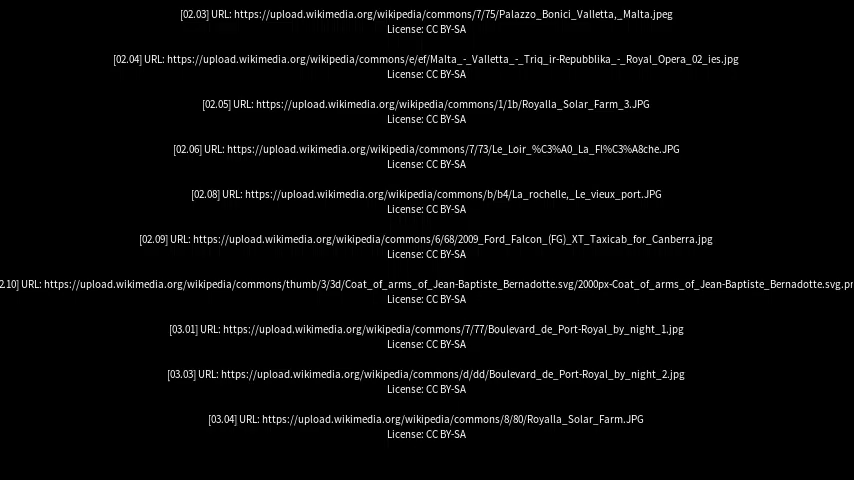 [02.03] URL: https://upload.wikimedia.org/wikipedia/commons/7/75/Palazzo_Bonici_Valletta,_Malta.jpeg
License: CC BY-SA
[02.04] URL: https://upload.wikimedia.org/wikipedia/commons/e/ef/Malta_-_Valletta_-_Triq_ir-Repubblika_-_Royal_Opera_02_ies.jpg
License: CC BY-SA
[02.05] URL: https://upload.wikimedia.org/wikipedia/commons/1/1b/Royalla_Solar_Farm_3.JPG
License: CC BY-SA
[02.06] URL: https://upload.wikimedia.org/wikipedia/commons/7/73/Le_Loir_%C3%A0_La_Fl%C3%A8che.JPG
License: CC BY-SA
[02.08] URL: https://upload.wikimedia.org/wikipedia/commons/b/b4/La_rochelle,_Le_vieux_port.JPG
License: CC BY-SA
[02.09] URL: https://upload.wikimedia.org/wikipedia/commons/6/68/2009_Ford_Falcon_(FG)_XT_Taxicab_for_Canberra.jpg
License: CC BY-SA
2.10] URL: https://upload.wikimedia.org/wikipedia/commons/thumb/3/3d/Coat_of_arms_of_Jean-Baptiste_Bernadotte.svg/2000px-Coat_of_arms_of_Jean-Baptiste_Bernadotte.svg.pr
License: CC BY-SA
[03.01] URL: https://upload.wikimedia.org/wikipedia/commons/7/77/Boulevard_de_Port-Royal_by_night_1.jpg
License: CC BY-SA
[03.03] URL: https://upload.wikimedia.org/wikipedia/commons/d/dd/Boulevard_de_Port-Royal_by_night_2.jpg
License: CC BY-SA
[03.04] URL: https://upload.wikimedia.org/wikipedia/commons/8/80/Royalla_Solar_Farm.JPG
License: CC BY-SA